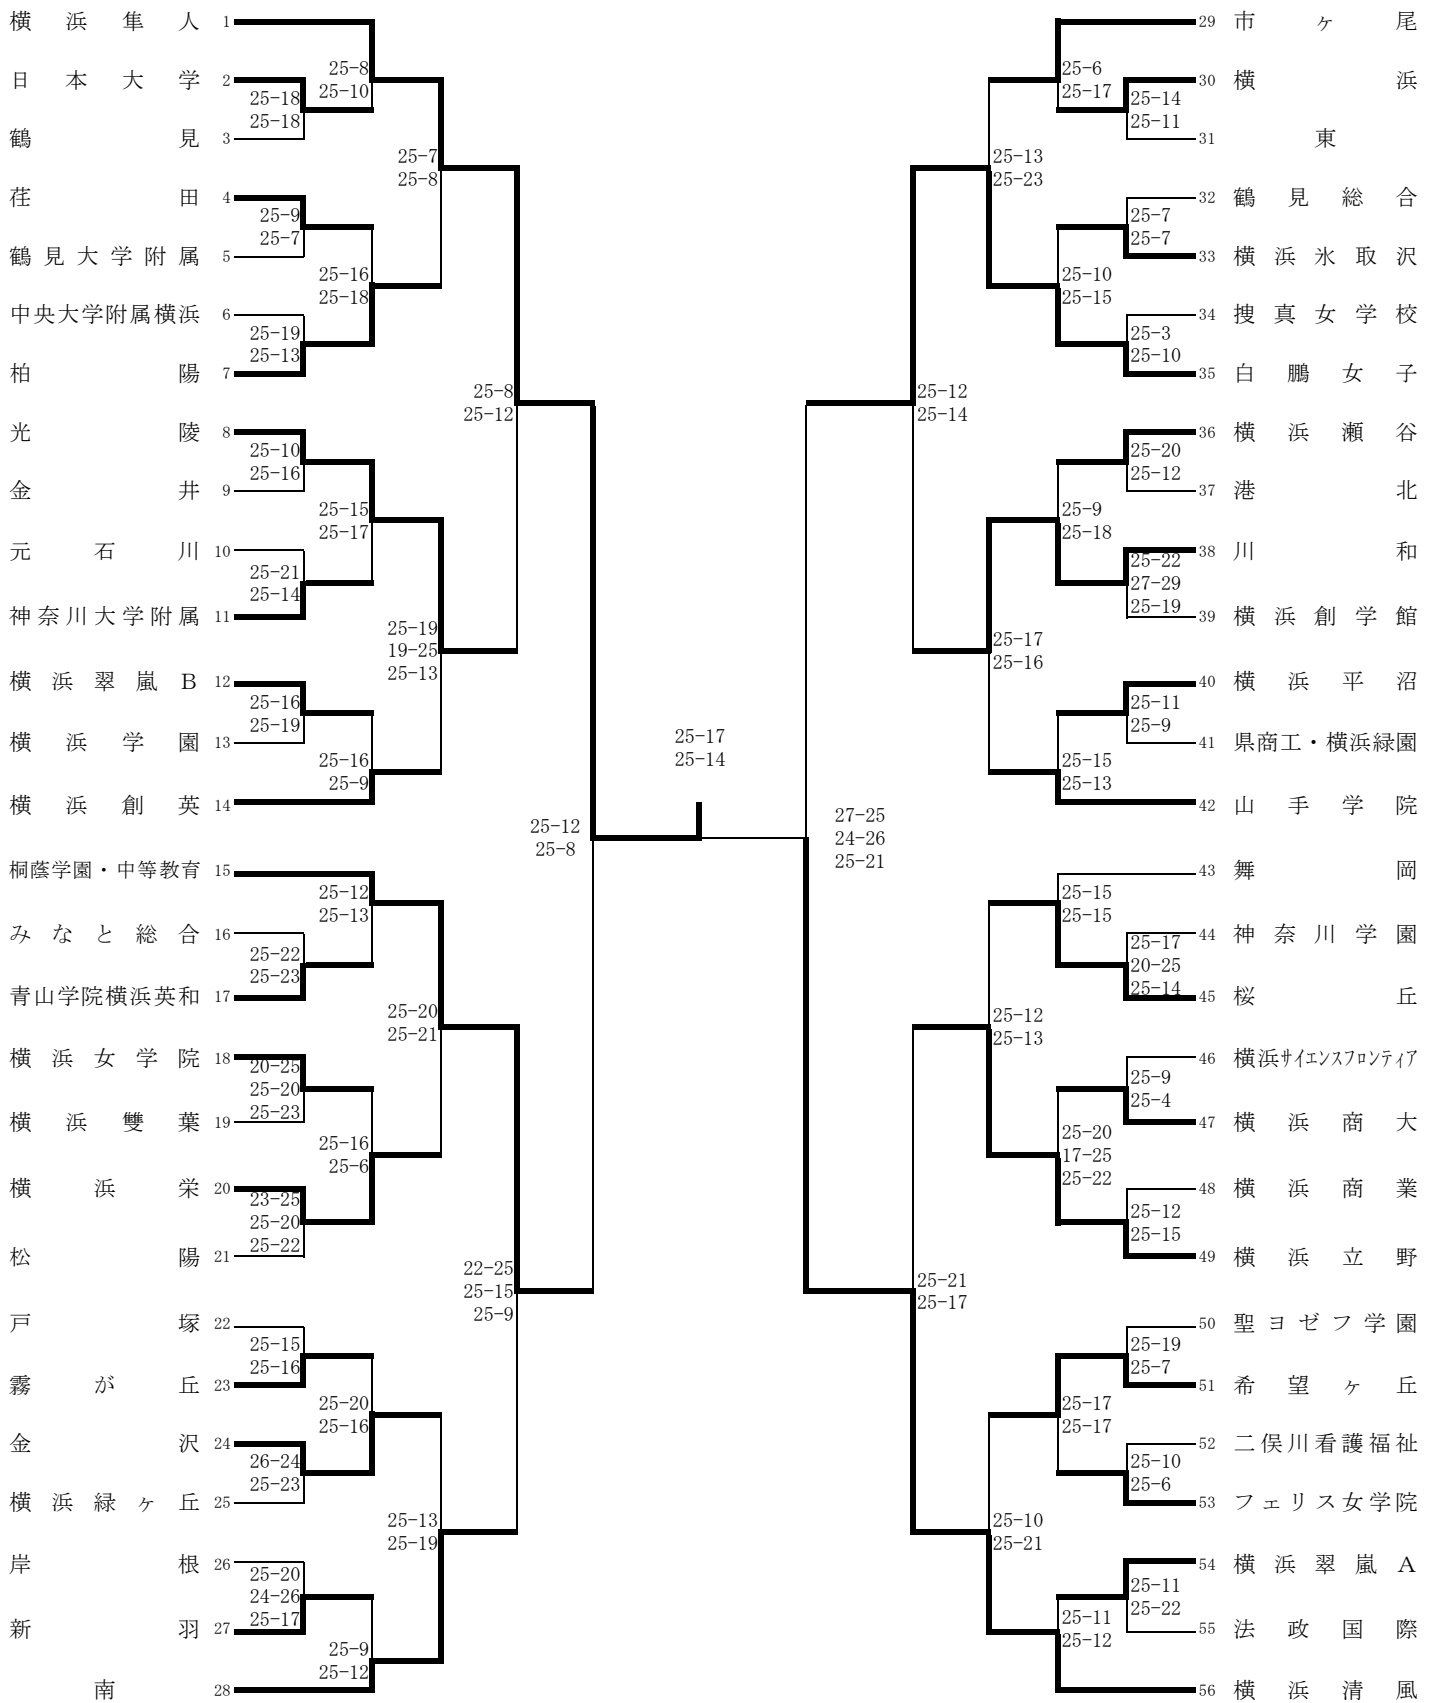 横浜隼人 1
日本大学 2
鶴見 3
荏田 4
鶴見大学附属 5
中央大学附属横浜 6
柏陽 7
光陵 8
金井 9
元石川 10
神奈川大学附属 11
横浜翠嵐B 12
横浜学園 13
横浜創英 14
桐蔭学園・中等教育 15
みなと総合 16
青山学院横浜英和 17
横浜女学院 18
横浜雙葉 19
横浜栄 20
松陽 21
戸塚 22
霧が丘 23
金沢 24
横浜緑ヶ丘 25
岸根 26
新羽 27
南 28
25-18
25-18
25-9
25-7
25-19
25-13
25-10
25-16
25-21
25-14
25-16
25-19
25-22
25-23
20-25
25-20
25-23
23-25
25-20
25-22
25-15
25-16
26-24
25-23
25-20
24-26
25-17
25-8
25-10
25-16
25-18
25-15
25-17
25-16
25-9
25-12
25-13
25-16
25-6
25-20
25-16
25-9
25-12
25-7
25-8
25-19
19-25
25-13
25-20
25-21
25-13
25-19
25-8
25-12
22-25
25-15
25-9
25-12
25-8
25-17
25-14
27-25
24-26
25-21
25-12
25-14
25-21
25-17
25-13
25-23
25-17
25-16
25-12
25-13
25-10
25-21
25-6
25-17
25-10
25-15
25-9
25-18
25-15
25-13
25-15
25-15
25-20
17-25
25-22
25-17
25-17
25-11
25-12
25-14
25-11
25-7
25-7
25-3
25-10
25-20
25-12
25-22
27-29
25-19
25-11
25-9
25-17
20-25
25-14
25-9
25-4
25-12
25-15
25-19
25-7
25-10
25-6
25-11
25-22
29 市ヶ尾
30 横浜
31 東
32 鶴見総合
33 横浜氷取沢
34 捜真女学校
35 白鵬女子
36 横浜瀬谷
37 港北
38 川和
39 横浜創学館
40 横浜平沼
41 県商工・横浜緑園
42 山手学院
43 舞岡
44 神奈川学園
45 桜丘
46 横浜ｻｲｴﾝｽﾌﾛﾝﾃｨｱ
47 横浜商大
48 横浜商業
49 横浜立野
50 聖ヨゼフ学園
51 希望ヶ丘
52 二俣川看護福祉
53 フェリス女学院
54 横浜翠嵐A
55 法政国際
56 横浜清風